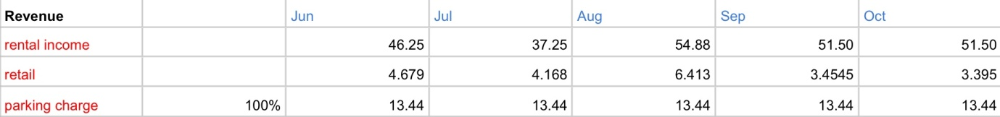 Revenue Jun Jul Aug Sep Oct
rental income 46.25 37.25 54.88 51.50 51.50
retail 4.679 4.168 6.413 3.4545 3.395
parking charge 100% 13.44 13.44 13.44 13.44 13.44